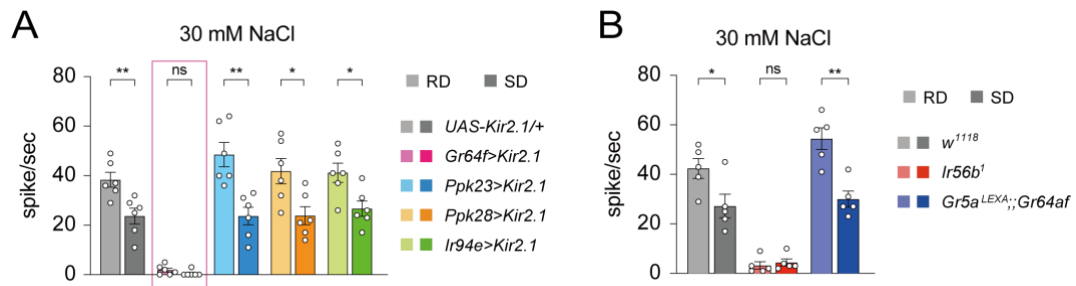 A
30 mM NaCl
spike/sec
80
60
40
20
0
** ns ** * *
RD SD
UAS-Kir2.1/+
Gr64f>Kir2.1
Ppk23>Kir2.1
Ppk28>Kir2.1
Ir94e>Kir2.1
B
30 mM NaCl
spike/sec
80
60
40
20
0
* ns **
RD SD
w¹¹¹⁸
Ir56b¹
Gr5aᴸᴱˣᴬ;;Gr64af